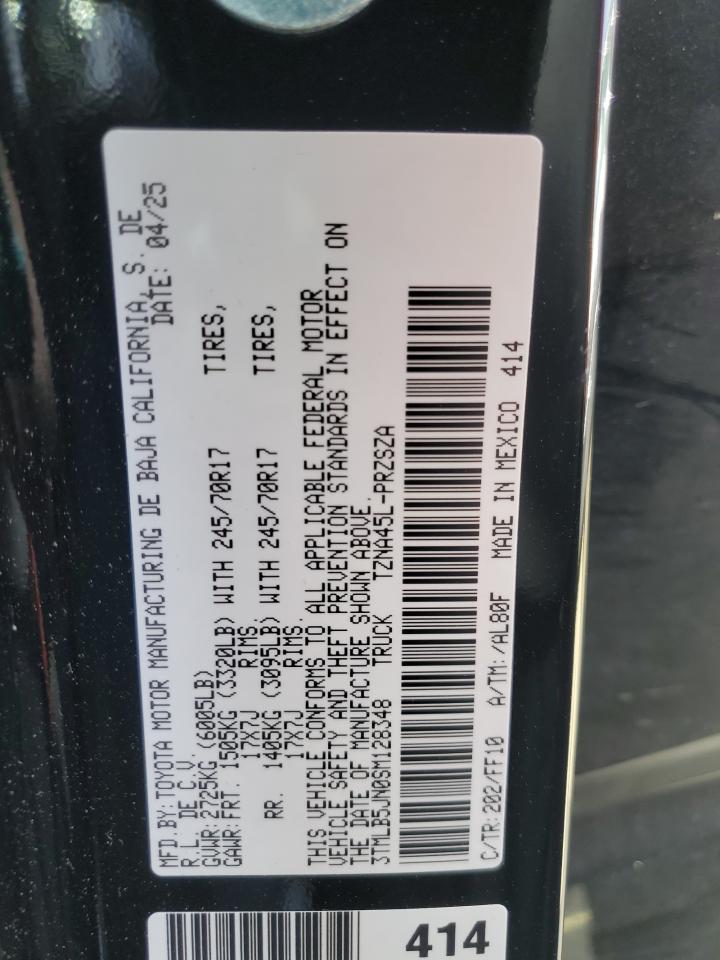 MFD.BY:TOYOTA MOTOR MANUFACTURING DE BAJA CALIFORNIA, S. DE
R.L. DE C.V. DATE: 04/25
GVWR:2725KG(6005LB)
GAWR:FRT. 1505KG (3320LB) WITH 245/70R17 TIRES,
17X7J RIMS.
RR. 1405KG (3095LB) WITH 245/70R17 TIRES,
17X7J RIMS.
THIS VEHICLE CONFORMS TO ALL APPLICABLE FEDERAL MOTOR
VEHICLE SAFETY AND THEFT PREVENTION STANDARDS IN EFFECT ON
THE DATE OF MANUFACTURE SHOWN ABOVE.
3TMLB5JN0SM128348 TRUCK TZNA45L-PRZSZA
C/TR:202/FF10 A/TM:/AL80F MADE IN MEXICO 414
414